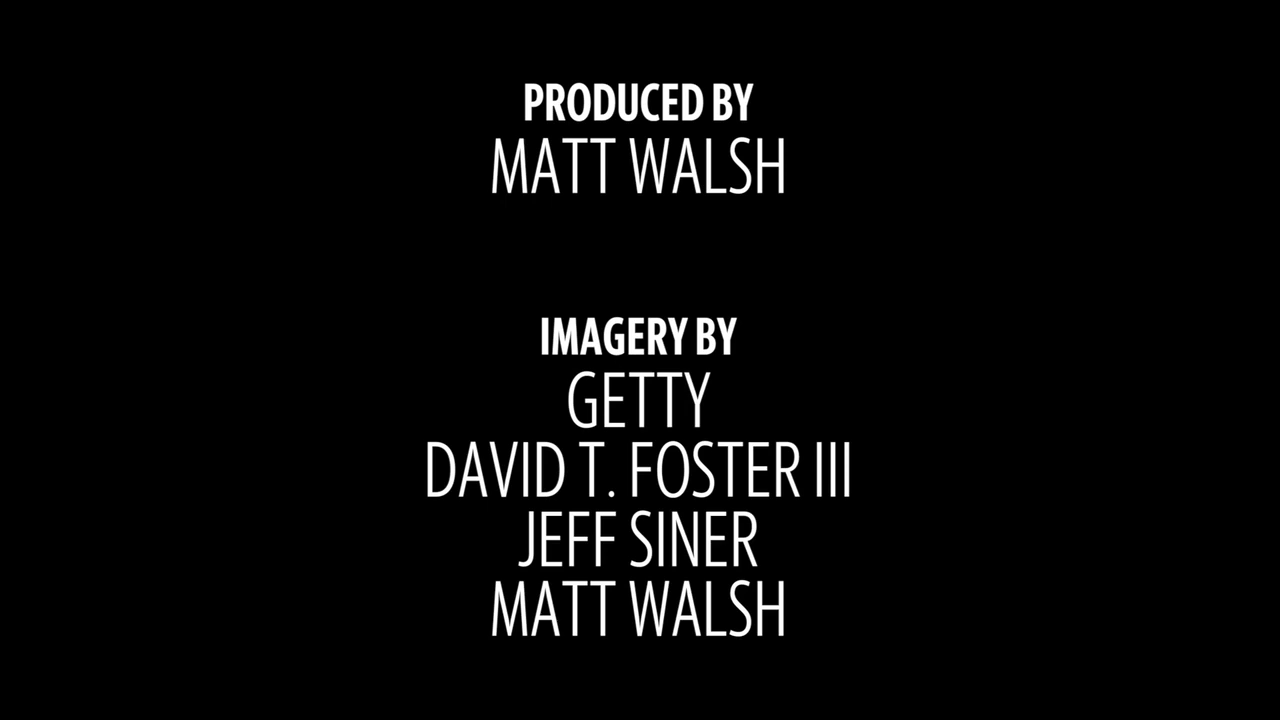 PRODUCED BY
MATT WALSH
IMAGERY BY
GETTY
DAVID T. FOSTER III
JEFF SINER
MATT WALSH